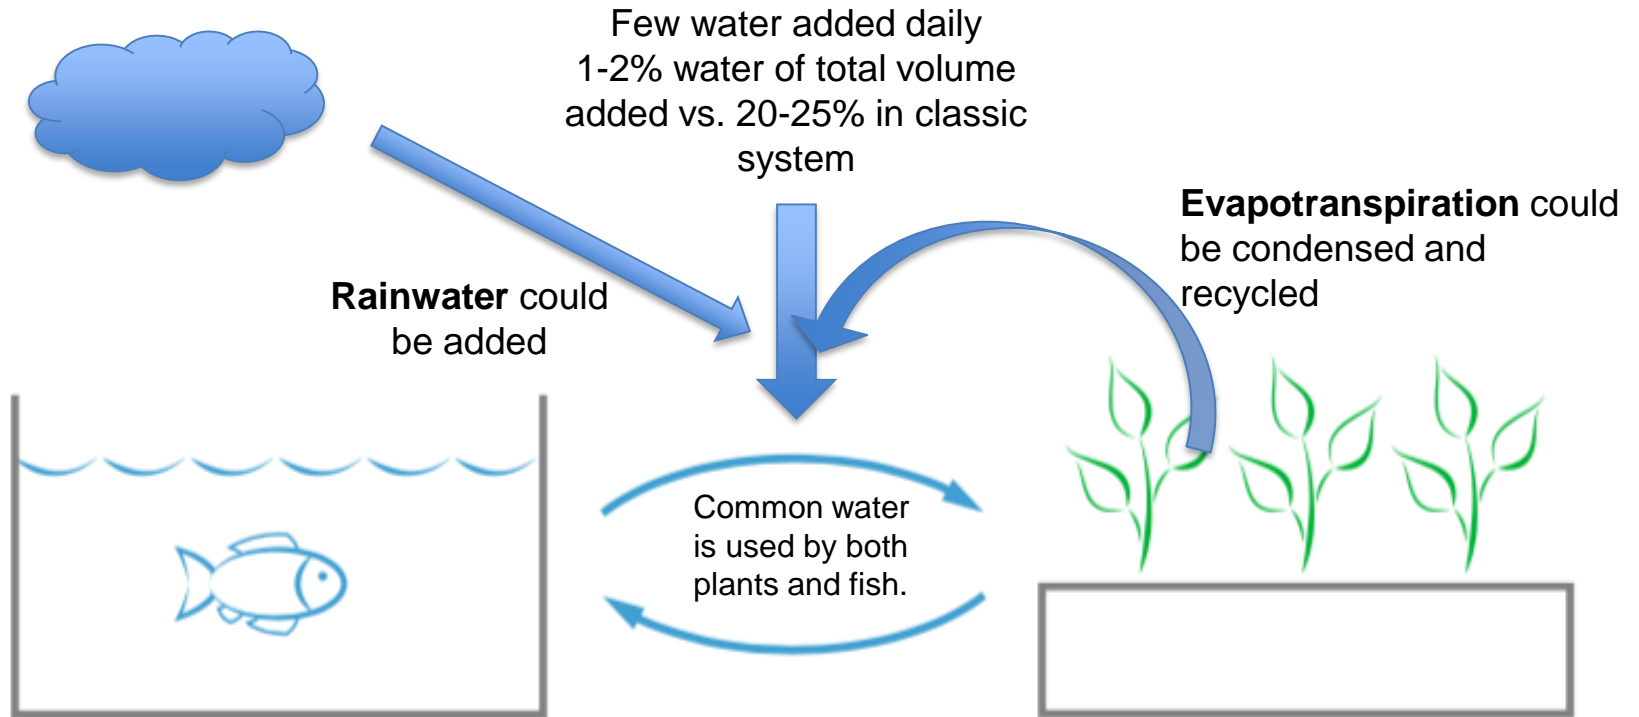 Few water added daily
1-2% water of total volume
added vs. 20-25% in classic
system
Evapotranspiration could
be condensed and
recycled
Rainwater could
be added
Common water
is used by both
plants and fish.